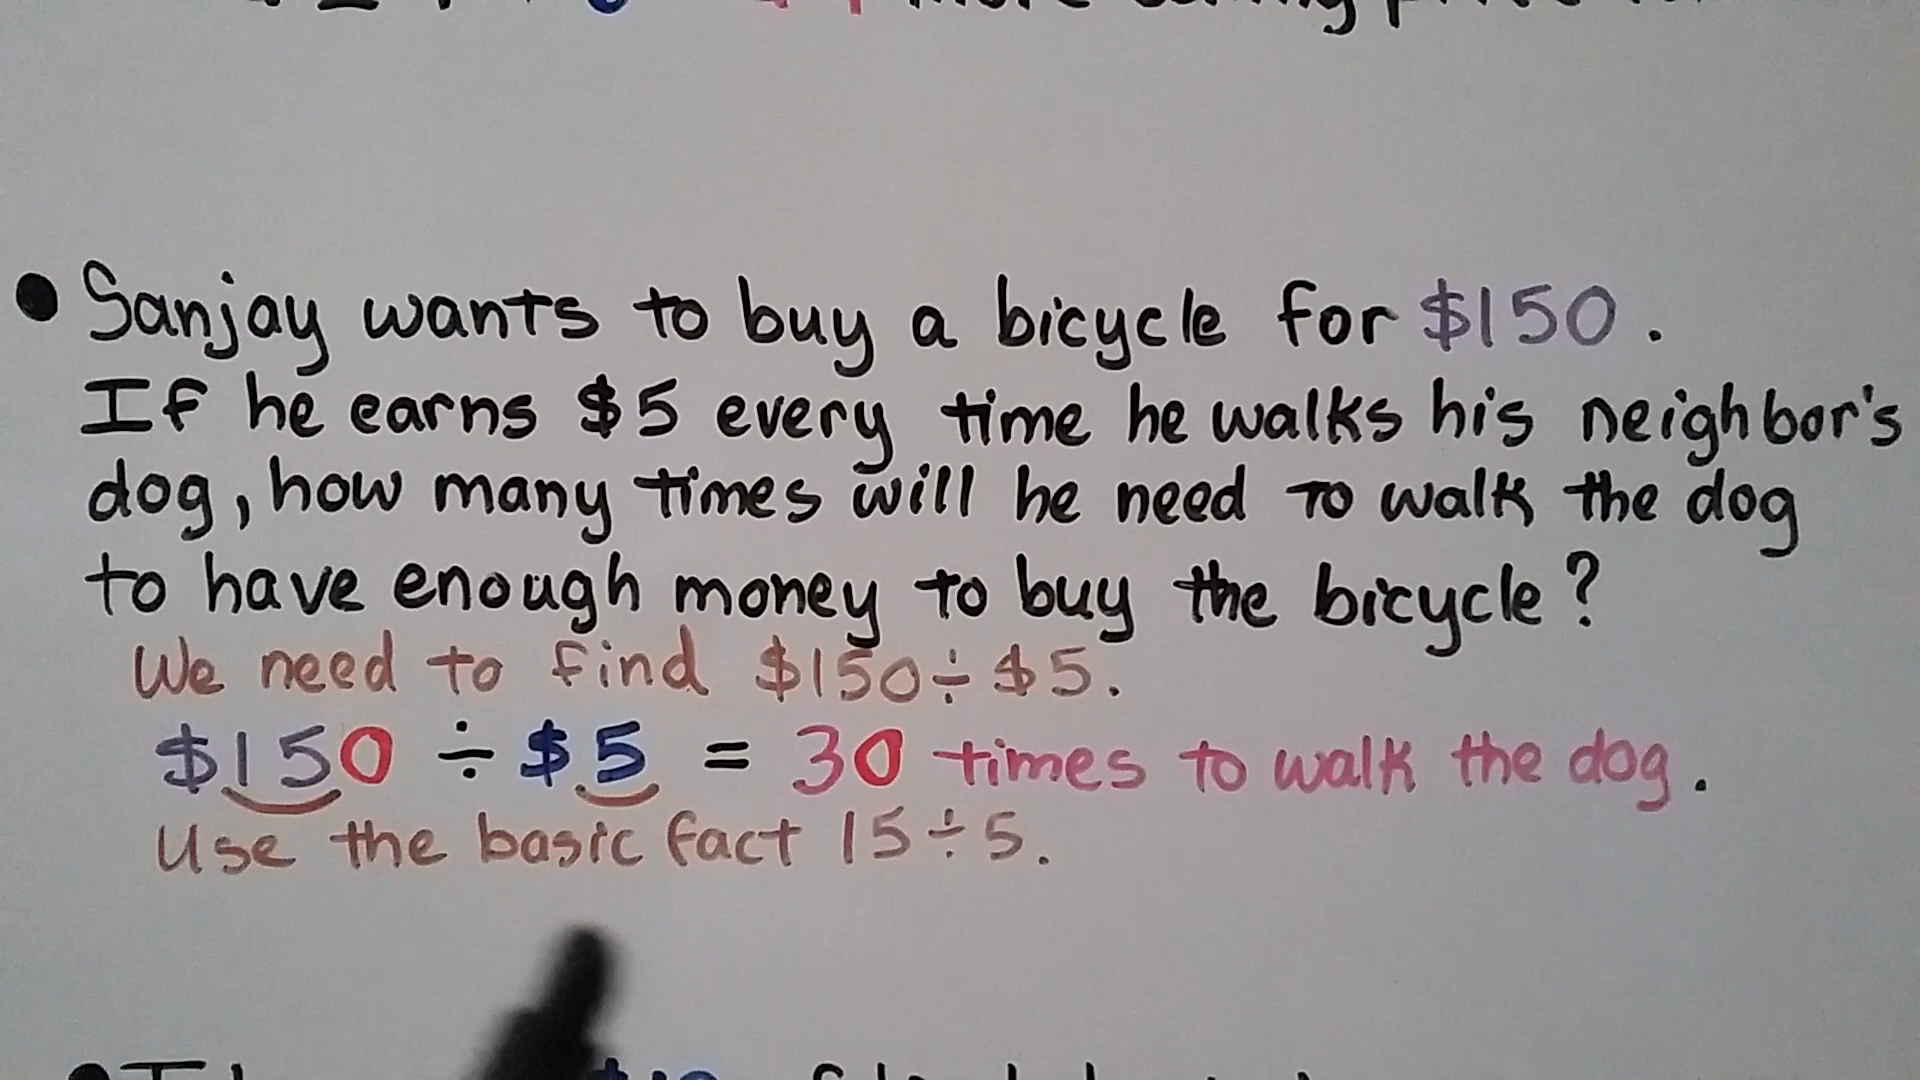 • Sanjay wants to buy a bicycle for $150.
If he earns $5 every time he walks his neighbor's
dog, how many times will he need to walk the dog
to have enough money to buy the bicycle?
We need to find $150 ÷ $5.
$150 ÷ $5 = 30 times to walk the dog.
Use the basic fact 15 ÷ 5.